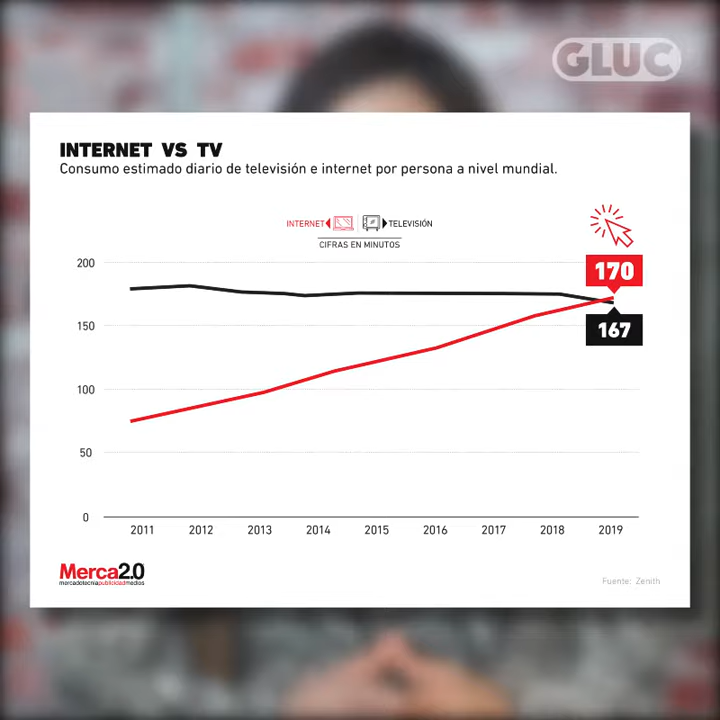 GLUC
INTERNET VS TV
Consumo estimado diario de televisión e internet por persona a nivel mundial.
INTERNET TELEVISIÓN
CIFRAS EN MINUTOS
200
170
150
167
100
50
0
2011 2012 2013 2014 2015 2016 2017 2018 2019
Merca2.0
mercadotecniapublicidadmedios
Fuente: Zenith